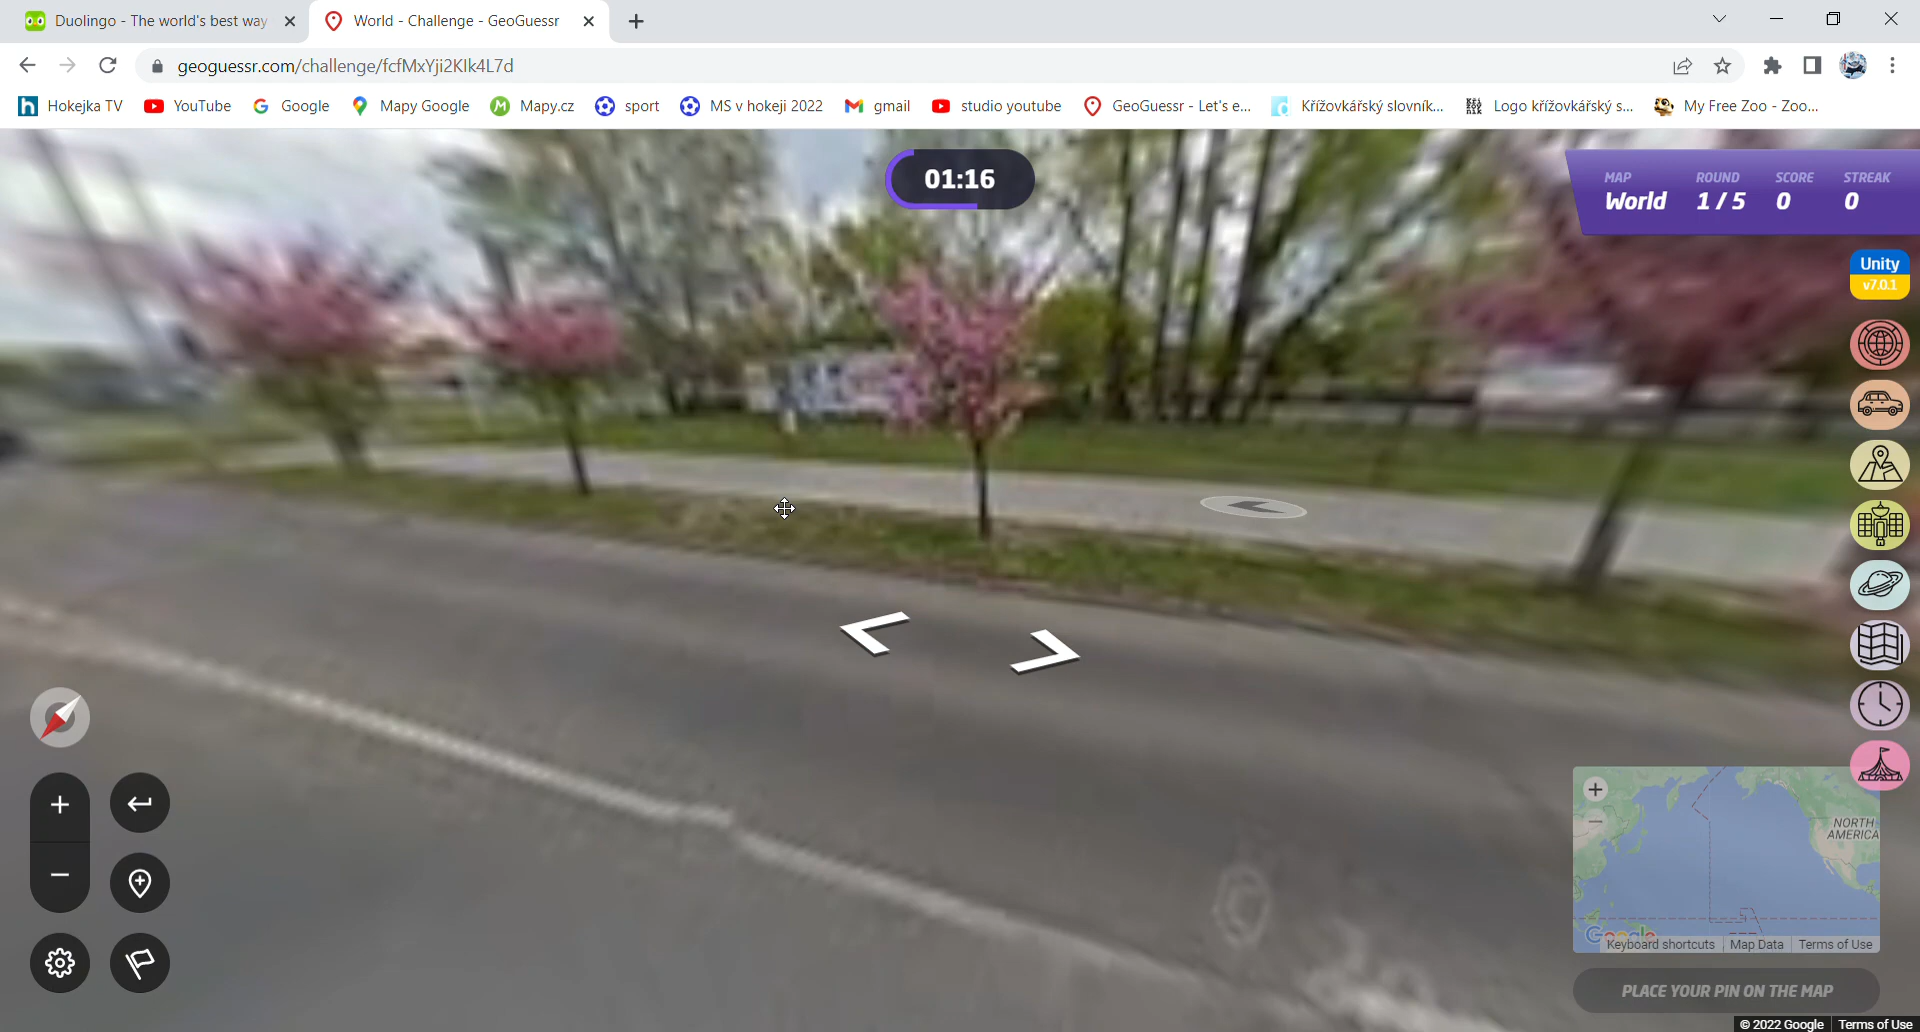 Duolingo - The world's best way
World - Challenge - GeoGuessr
geoguessr.com/challenge/fcfMxYji2KIk4L7d
Hokejka TV
YouTube
Google
Mapy Google
Mapy.cz
sport
MS v hokeji 2022
gmail
studio youtube
GeoGuessr - Let's e...
Křížovkářský slovník...
Logo křížovkářský s...
My Free Zoo - Zoo...
01:16
MAP ROUND SCORE STREAK
World 1 / 5 0 0
Unity
v7.0.1
NORTH
AMERICA
Google
Keyboard shortcuts Map Data Terms of Use
PLACE YOUR PIN ON THE MAP
© 2022 Google Terms of Use